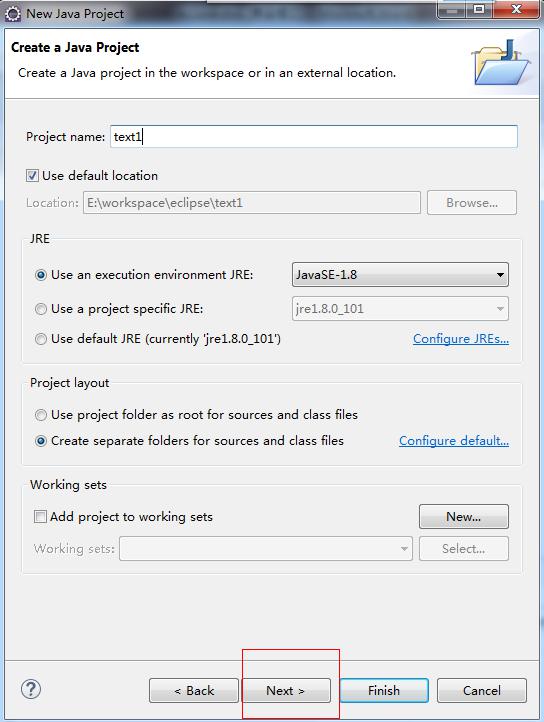 New Java Project
Create a Java Project
Create a Java project in the workspace or in an external location.
Project name: text1
Use default location
Location: E:\workspace\eclipse\text1 Browse...
JRE
Use an execution environment JRE: JavaSE-1.8
Use a project specific JRE: jre1.8.0_101
Use default JRE (currently 'jre1.8.0_101') Configure JREs...
Project layout
Use project folder as root for sources and class files
Create separate folders for sources and class files Configure default...
Working sets
Add project to working sets New...
Working sets: Select...
? < Back Next > Finish Cancel